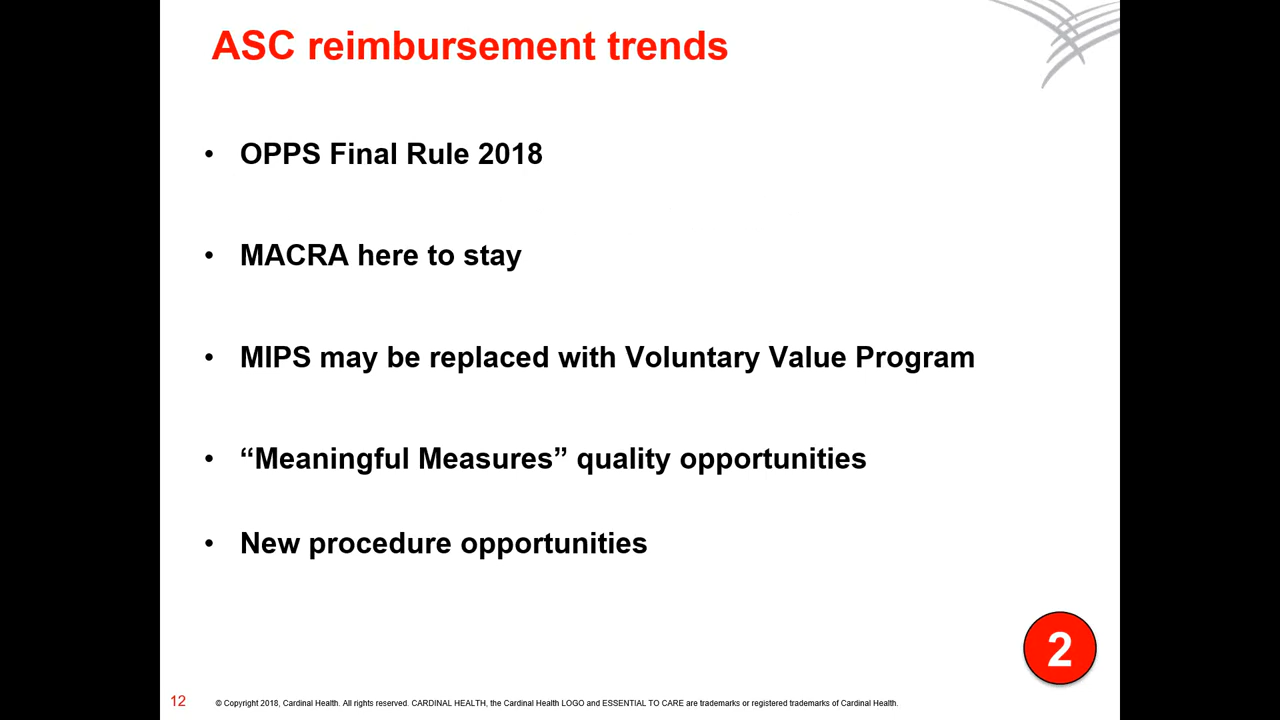 ASC reimbursement trends
• OPPS Final Rule 2018
• MACRA here to stay
• MIPS may be replaced with Voluntary Value Program
• “Meaningful Measures” quality opportunities
• New procedure opportunities
2
12 © Copyright 2018, Cardinal Health. All rights reserved. CARDINAL HEALTH, the Cardinal Health LOGO and ESSENTIAL TO CARE are trademarks or registered trademarks of Cardinal Health.